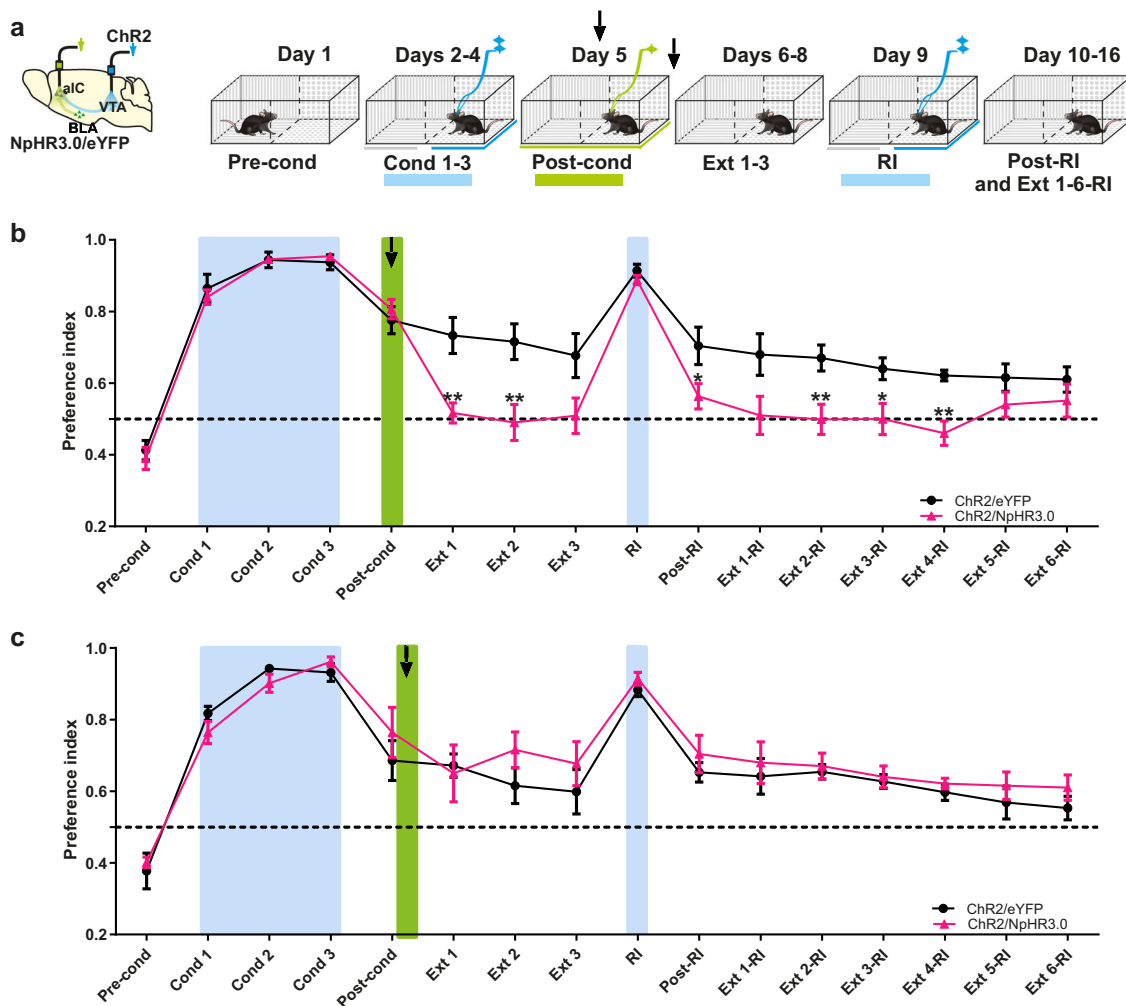 a
ChR2
aIC
VTA
BLA
NpHR3.0/eYFP
Day 1
Days 2-4
Day 5
Days 6-8
Day 9
Day 10-16
Pre-cond
Cond 1-3
Post-cond
Ext 1-3
RI
Post-RI
and Ext 1-6-RI
b
Preference index
1.0
0.8
0.6
0.4
0.2
**
**
*
**
*
**
ChR2/eYFP
ChR2/NpHR3.0
Pre-cond
Cond 1
Cond 2
Cond 3
Post-cond
Ext 1
Ext 2
Ext 3
RI
Post-RI
Ext 1-RI
Ext 2-RI
Ext 3-RI
Ext 4-RI
Ext 5-RI
Ext 6-RI
c
Preference index
1.0
0.8
0.6
0.4
0.2
ChR2/eYFP
ChR2/NpHR3.0
Pre-cond
Cond 1
Cond 2
Cond 3
Post-cond
Ext 1
Ext 2
Ext 3
RI
Post-RI
Ext 1-RI
Ext 2-RI
Ext 3-RI
Ext 4-RI
Ext 5-RI
Ext 6-RI